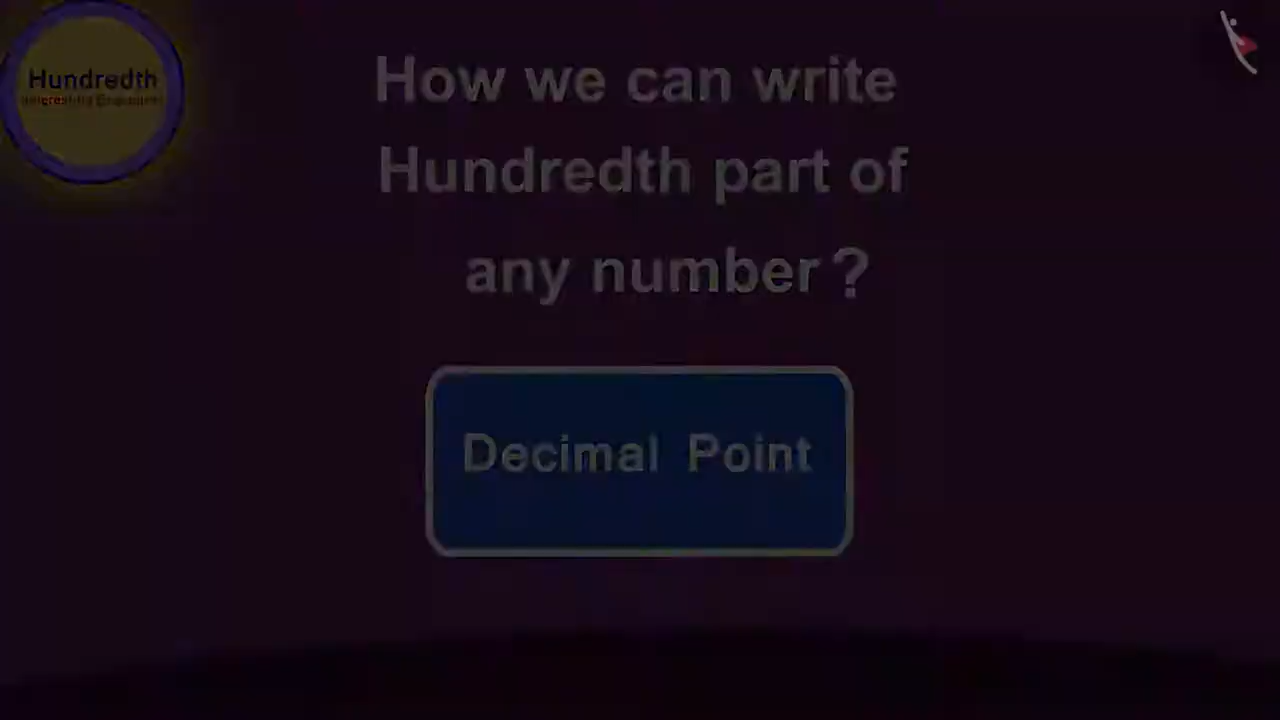 Hundredth
How we can write
Hundredth part of
any number ?
Decimal Point